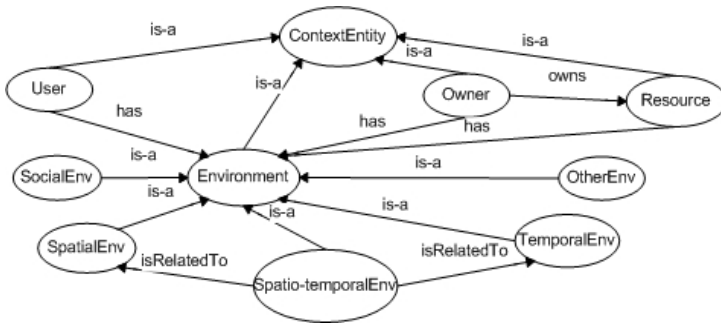 is-a
ContextEntity
is-a
is-a
is-a
owns
User
Owner
Resource
has
has
has
is-a
is-a
SocialEnv
Environment
OtherEnv
is-a
is-a
is-a
SpatialEnv
TemporalEnv
isRelatedTo
isRelatedTo
Spatio-temporalEnv